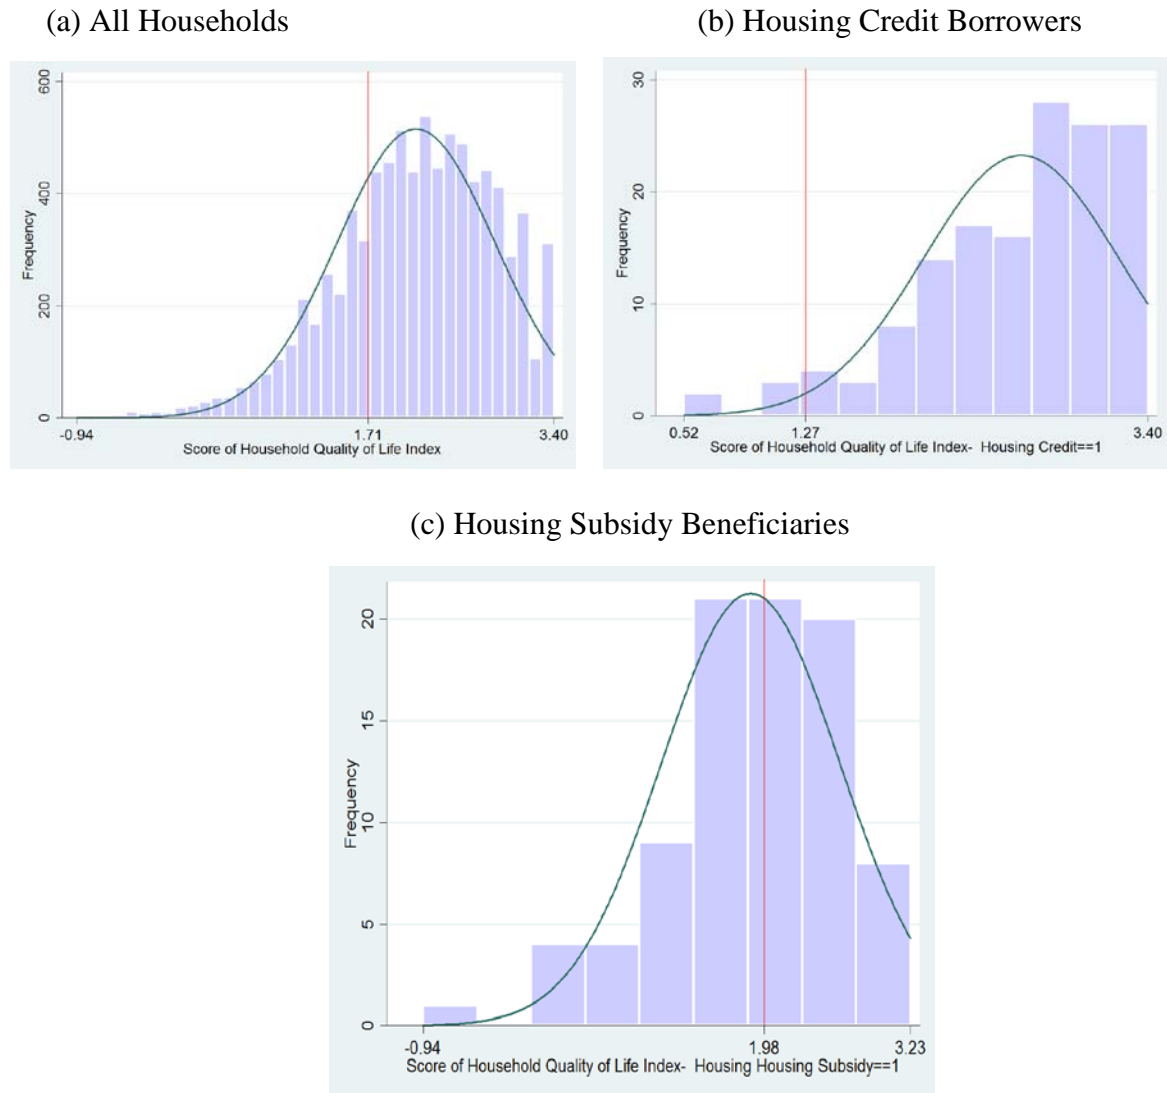 (a) All Households
(b) Housing Credit Borrowers
600
400
200
0
Frequency
-0.94
1.71
3.40
Score of Household Quality of Life Index
30
20
10
0
Frequency
0.52
1.27
3.40
Score of Household Quality of Life Index- Housing Credit==1
(c) Housing Subsidy Beneficiaries
20
15
10
5
0
Frequency
-0.94
1.98
3.23
Score of Household Quality of Life Index- Housing Housing Subsidy==1